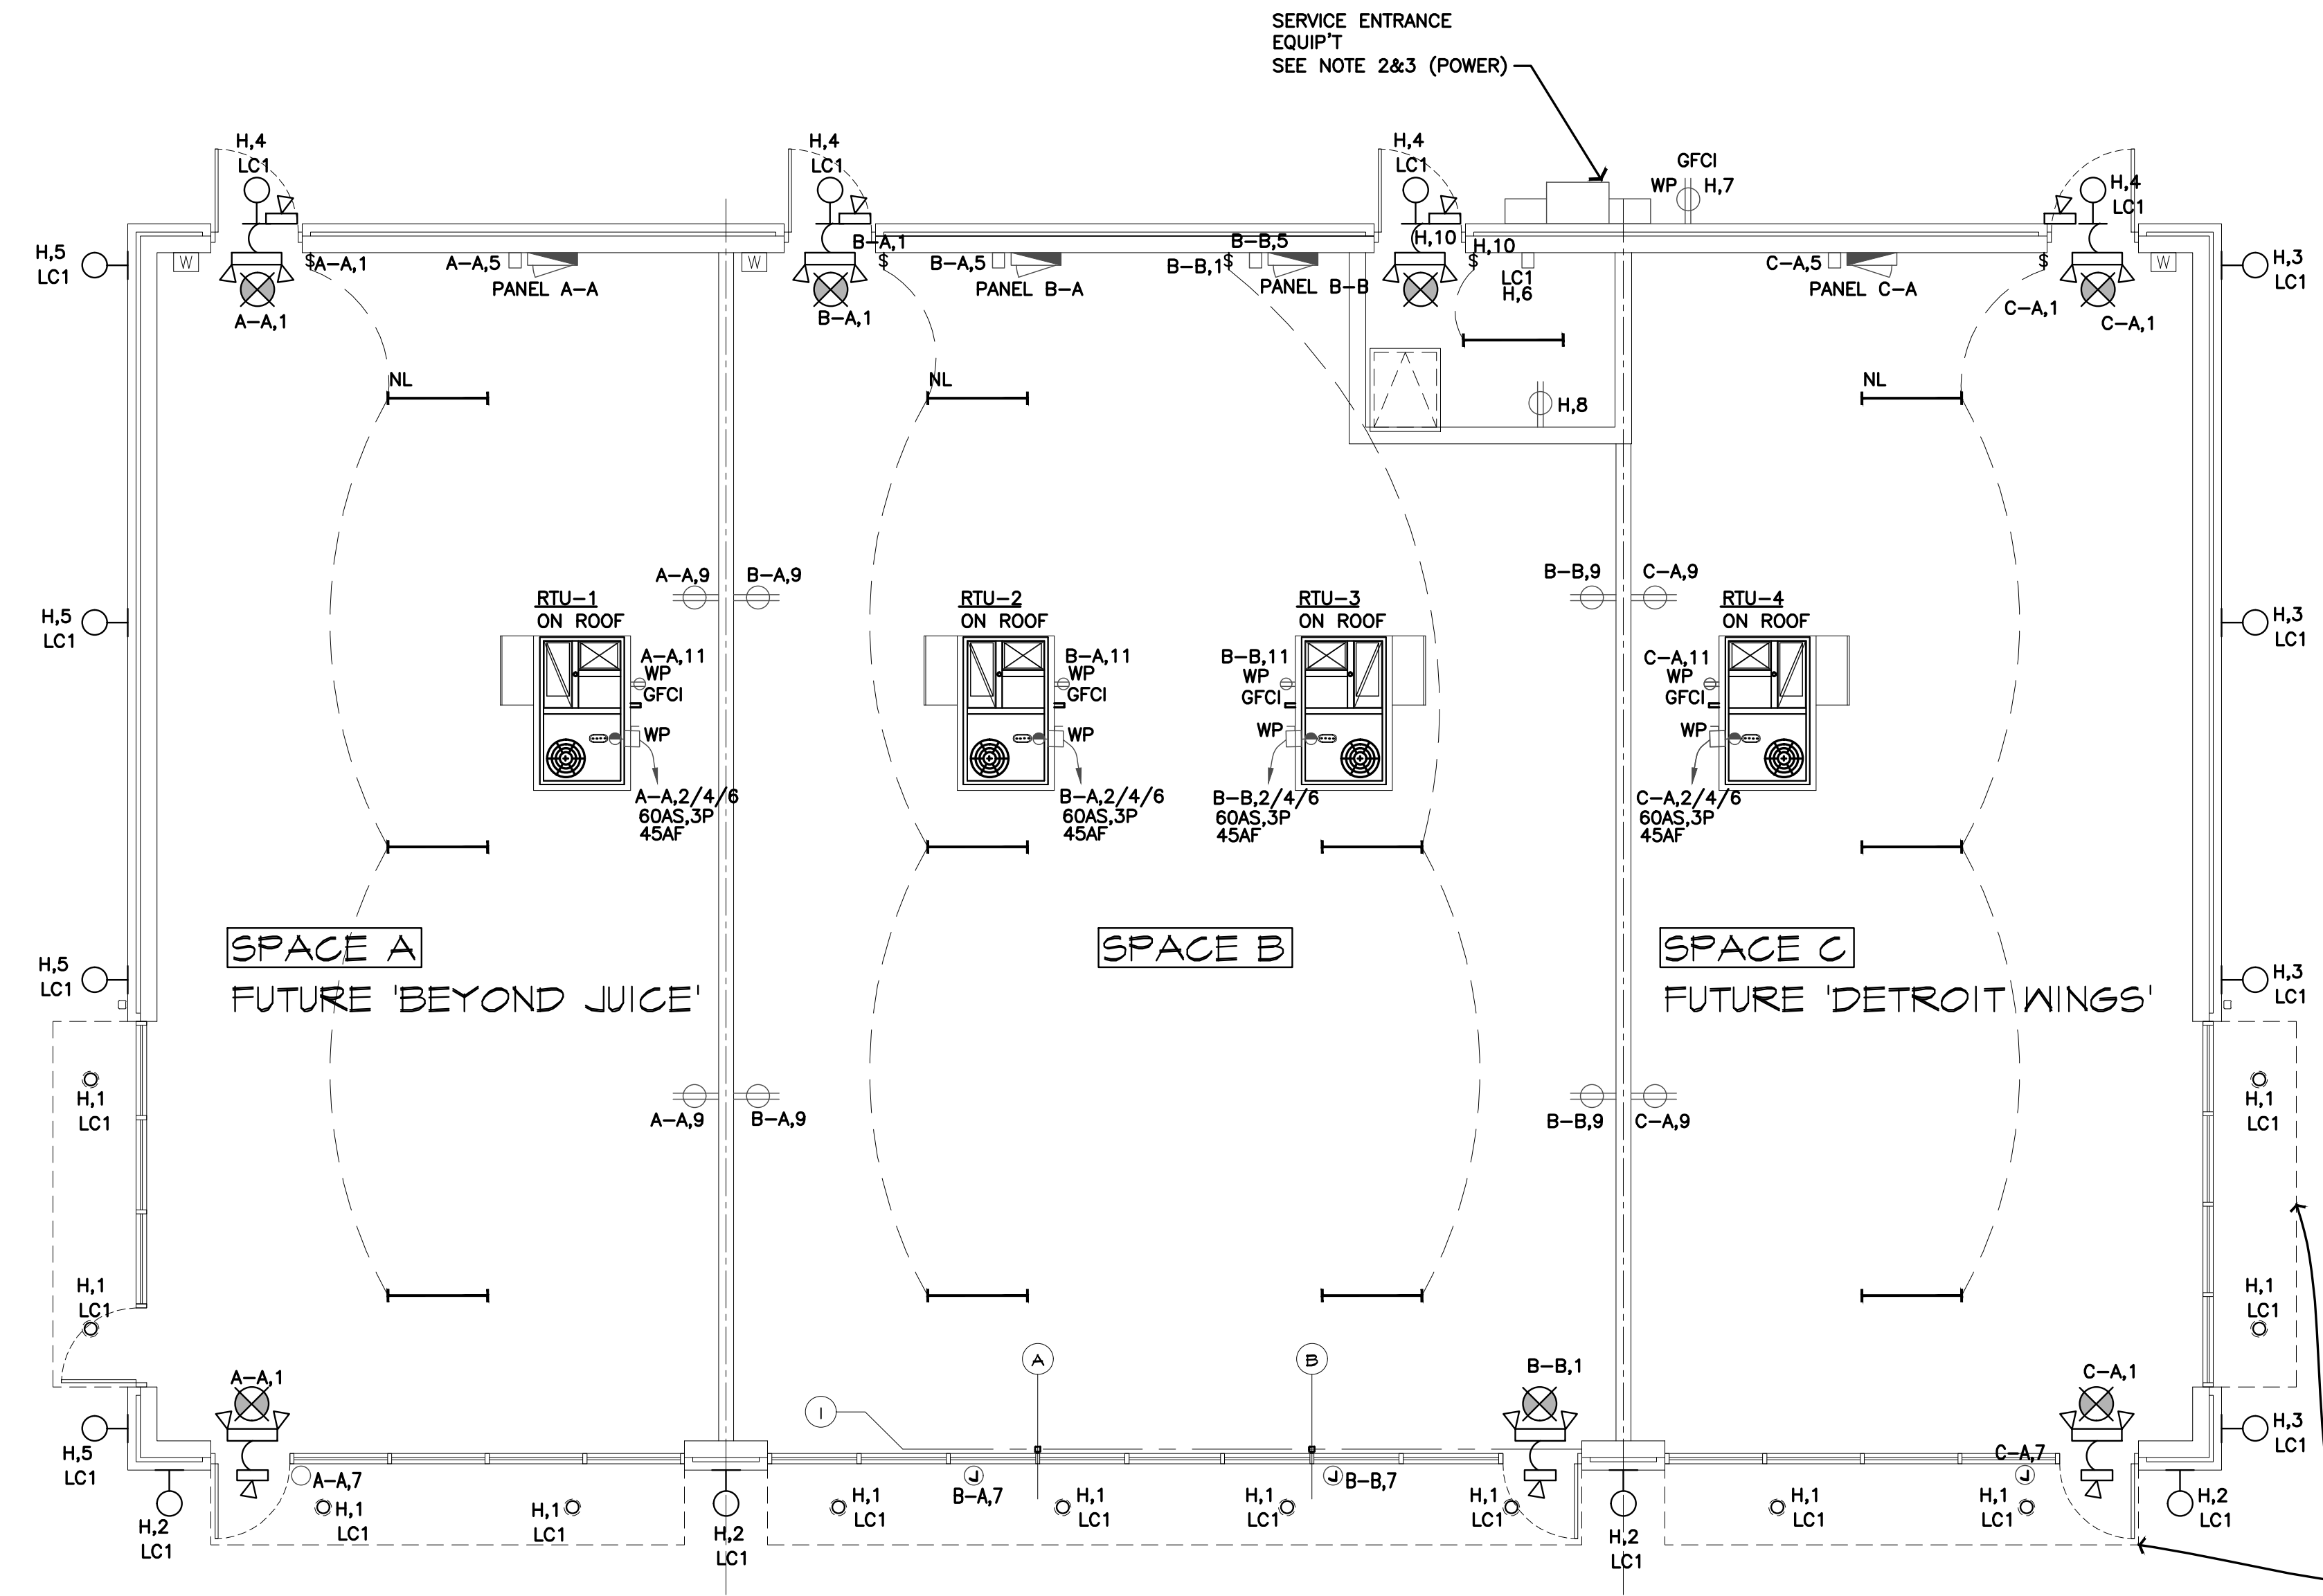 SERVICE ENTRANCE
EQUIP'T
SEE NOTE 2&3 (POWER)
H,4
LC1
H,4
LC1
H,4
LC1
GFCI
WP
H,7
H,4
LC1
H,5
LC1
W
$
A-A,1
A-A,5
PANEL A-A
A-A,1
W
B-A,1
$
B-A,5
PANEL B-A
B-A,1
B-B,5
B-B,1
$
PANEL B-B
H,10
H,10
$
LC1
H,6
C-A,5
PANEL C-A
$
C-A,1
C-A,1
W
H,3
LC1
NL
NL
NL
H,8
H,5
LC1
A-A,9
B-A,9
B-B,9
C-A,9
H,3
LC1
RTU-1
ON ROOF
A-A,11
WP
GFCI
WP
A-A,2/4/6
60AS,3P
45AF
RTU-2
ON ROOF
B-A,11
WP
GFCI
WP
B-A,2/4/6
60AS,3P
45AF
RTU-3
ON ROOF
B-B,11
WP
GFCI
WP
B-B,2/4/6
60AS,3P
45AF
RTU-4
ON ROOF
C-A,11
WP
GFCI
WP
C-A,2/4/6
60AS,3P
45AF
H,5
LC1
SPACE A
FUTURE 'BEYOND JUICE'
SPACE B
SPACE C
FUTURE 'DETROIT WINGS'
H,3
LC1
H,1
LC1
A-A,9
B-A,9
B-B,9
C-A,9
H,1
LC1
H,1
LC1
H,1
LC1
A-A,1
A
B
B-B,1
C-A,1
1
H,5
LC1
H,3
LC1
A-A,7
J
B-A,7
J
B-B,7
C-A,7
J
H,2
LC1
H,1
LC1
H,1
LC1
H,2
LC1
H,1
LC1
H,1
LC1
H,1
LC1
H,1
LC1
H,2
LC1
H,1
LC1
H,1
LC1
H,2
LC1